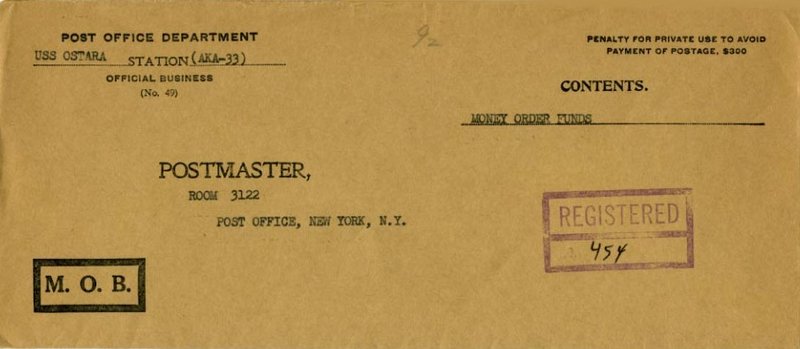 POST OFFICE DEPARTMENT
USS OSTARA STATION (AKA-33)
OFFICIAL BUSINESS
(No. 49)
92
PENALTY FOR PRIVATE USE TO AVOID
PAYMENT OF POSTAGE, $300
CONTENTS.
MONEY ORDER FUNDS
POSTMASTER,
ROOM 3122
POST OFFICE, NEW YORK, N.Y.
REGISTERED
454
M. O. B.